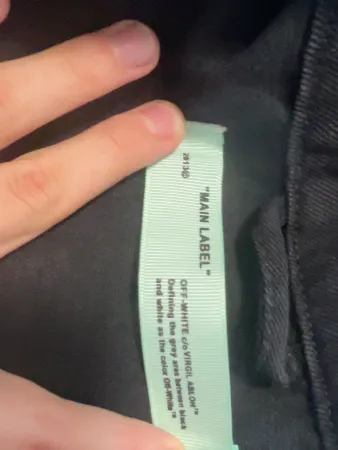 2013©
"MAIN LABEL"
OFF-WHITE c/o VIRGIL ABLOH™
Defining the grey area between black
and white as the color Off-White™